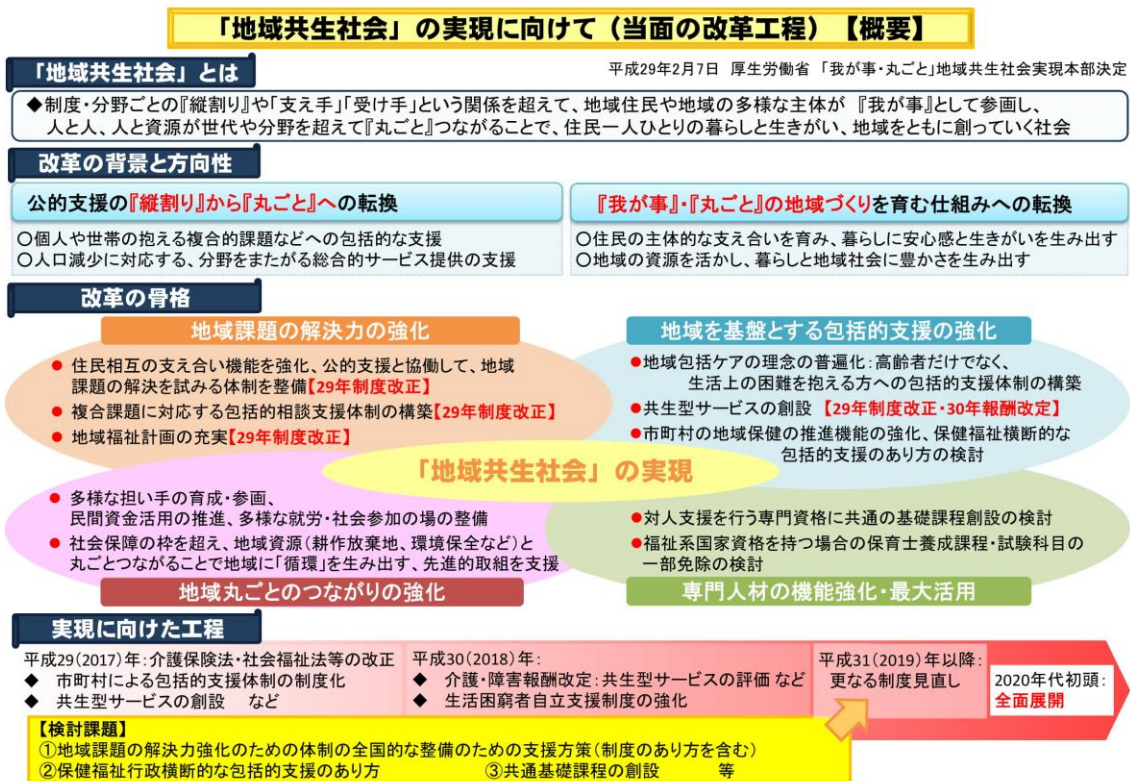 「地域共生社会」の実現に向けて（当面の改革工程）【概要】
「地域共生社会」とは
平成29年2月7日 厚生労働省 「我が事・丸ごと」地域共生社会実現本部決定
◆制度・分野ごとの『縦割り』や「支え手」「受け手」という関係を超えて、地域住民や地域の多様な主体が 『我が事』として参画し、
人と人、人と資源が世代や分野を超えて『丸ごと』つながることで、住民一人ひとりの暮らしと生きがい、地域をともに創っていく社会
改革の背景と方向性
公的支援の『縦割り』から『丸ごと』への転換
○個人や世帯の抱える複合的課題などへの包括的な支援
○人口減少に対応する、分野をまたがる総合的サービス提供の支援
『我が事』・『丸ごと』の地域づくりを育む仕組みへの転換
○住民の主体的な支え合いを育み、暮らしに安心感と生きがいを生み出す
○地域の資源を活かし、暮らしと地域社会に豊かさを生み出す
改革の骨格
地域課題の解決力の強化
● 住民相互の支え合い機能を強化、公的支援と協働して、地域
課題の解決を試みる体制を整備【29年制度改正】
● 複合課題に対応する包括的相談支援体制の構築【29年制度改正】
● 地域福祉計画の充実【29年制度改正】
地域を基盤とする包括的支援の強化
●地域包括ケアの理念の普遍化：高齢者だけでなく、
生活上の困難を抱える方への包括的支援体制の構築
●共生型サービスの創設 【29年制度改正・30年報酬改定】
●市町村の地域保健の推進機能の強化、保健福祉横断的な
包括的支援のあり方の検討
「地域共生社会」の実現
● 多様な担い手の育成・参画、
民間資金活用の推進、多様な就労・社会参加の場の整備
● 社会保障の枠を超え、地域資源（耕作放棄地、環境保全など）と
丸ごとつながることで地域に「循環」を生み出す、先進的取組を支援
地域丸ごとのつながりの強化
●対人支援を行う専門資格に共通の基礎課程創設の検討
●福祉系国家資格を持つ場合の保育士養成課程・試験科目の
一部免除の検討
専門人材の機能強化・最大活用
実現に向けた工程
平成29（2017）年：介護保険法・社会福祉法等の改正
◆ 市町村による包括的支援体制の制度化
◆ 共生型サービスの創設 など
平成30（2018）年：
◆ 介護・障害報酬改定：共生型サービスの評価 など
◆ 生活困窮者自立支援制度の強化
平成31（2019）年以降：
更なる制度見直し
2020年代初頭：
全面展開
【検討課題】
①地域課題の解決力強化のための体制の全国的な整備のための支援方策（制度のあり方を含む）
②保健福祉行政横断的な包括的支援のあり方 ③共通基礎課程の創設 等